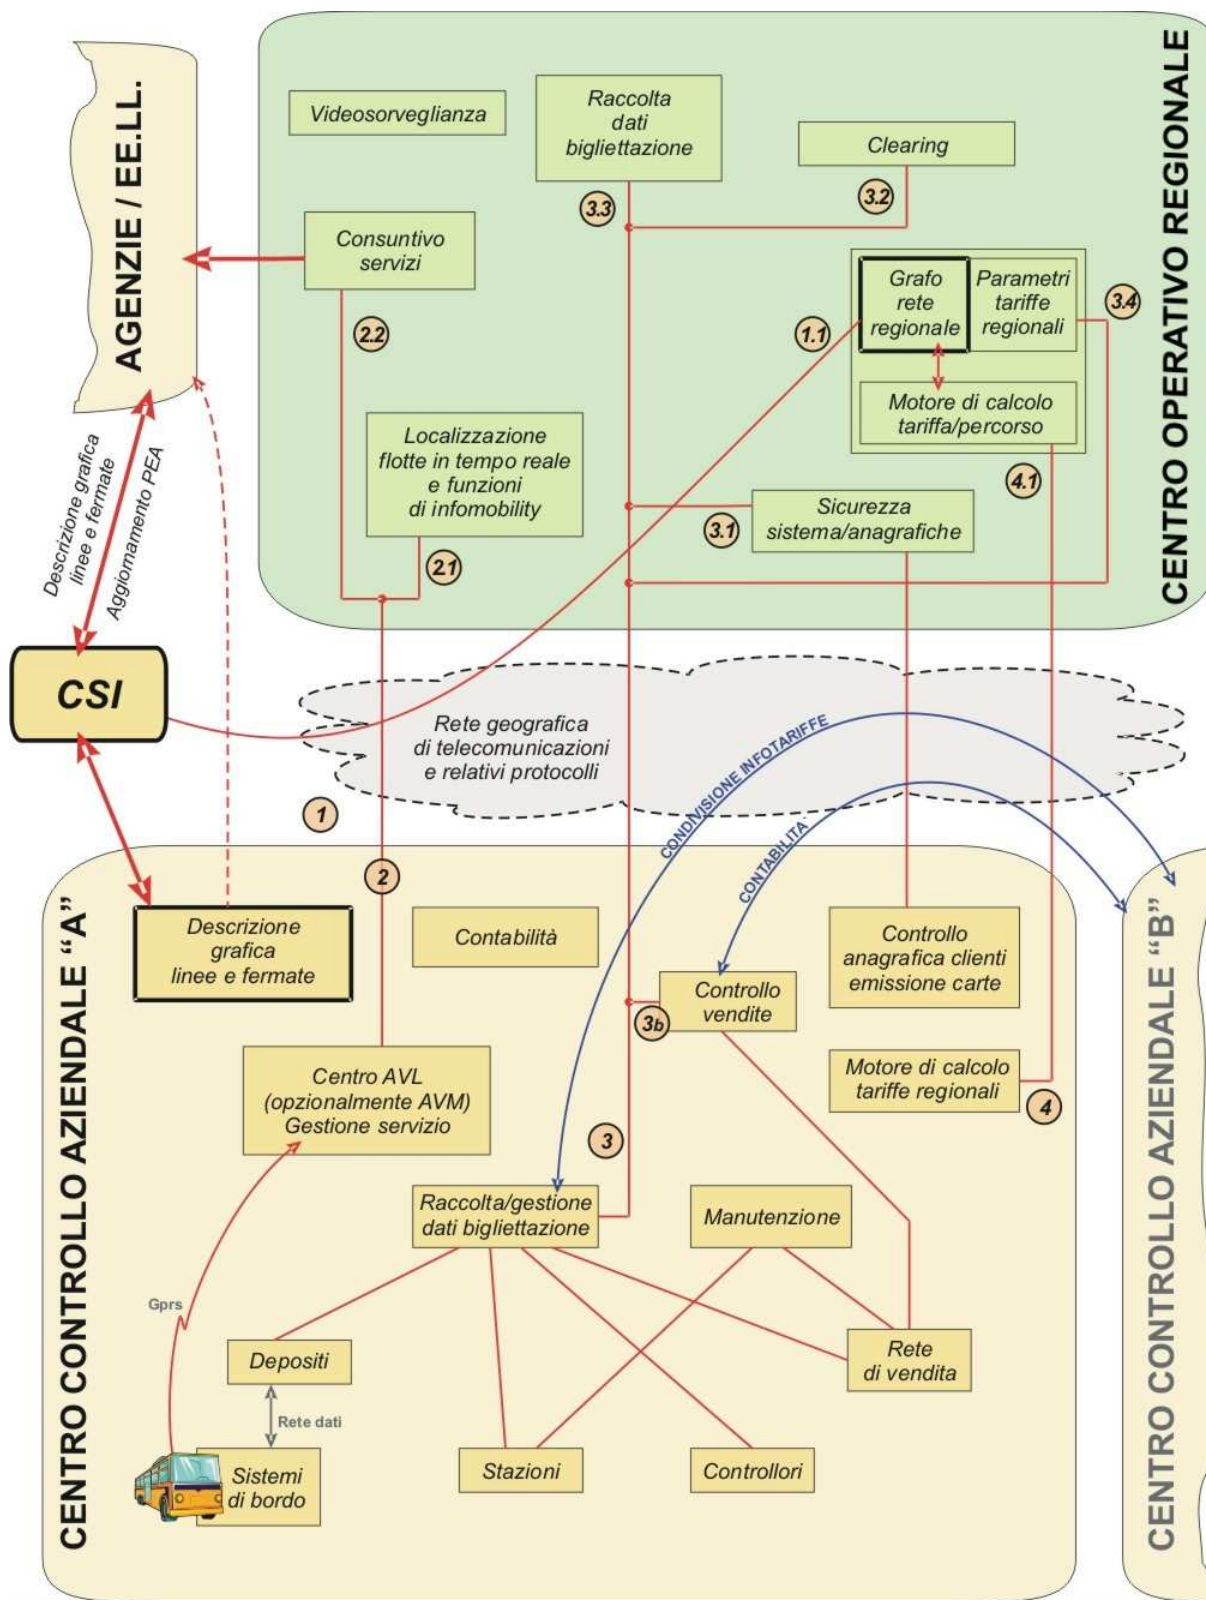 CENTRO OPERATIVO REGIONALE
AGENZIE / EE.LL.
Videosorveglianza
Raccolta
dati
bigliettazione
Clearing
3.3
3.2
Consuntivo
servizi
2.2
Grafo
rete
regionale
Parametri
tariffe
regionali
3.4
1.1
Motore di calcolo
tariffa/percorso
4.1
Localizzazione
flotte in tempo reale
e funzioni
di infomobility
2.1
Sicurezza
sistema/anagrafiche
3.1
Descrizione grafica
linee e fermate
Aggiornamento PEA
CSI
Rete geografica
di telecomunicazioni
e relativi protocolli
CONDIVISIONE INFOTARIFFE
CONTABILITA`
1
2
CENTRO CONTROLLO AZIENDALE “A”
Descrizione
grafica
linee e fermate
Contabilità
Controllo
anagrafica clienti
emissione carte
Controllo
vendite
3b
Centro AVL
(opzionalmente AVM)
Gestione servizio
Motore di calcolo
tariffe regionali
4
3
Raccolta/gestione
dati bigliettazione
Manutenzione
Gprs
Depositi
Rete
di vendita
Rete dati
Sistemi
di bordo
Stazioni
Controllori
CENTRO CONTROLLO AZIENDALE “B”